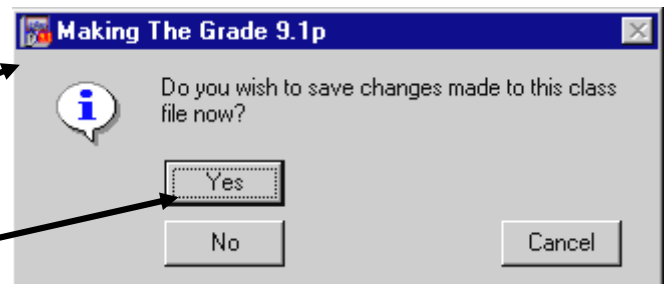 Making The Grade 9.1p
Do you wish to save changes made to this class
file now?
Yes
No
Cancel